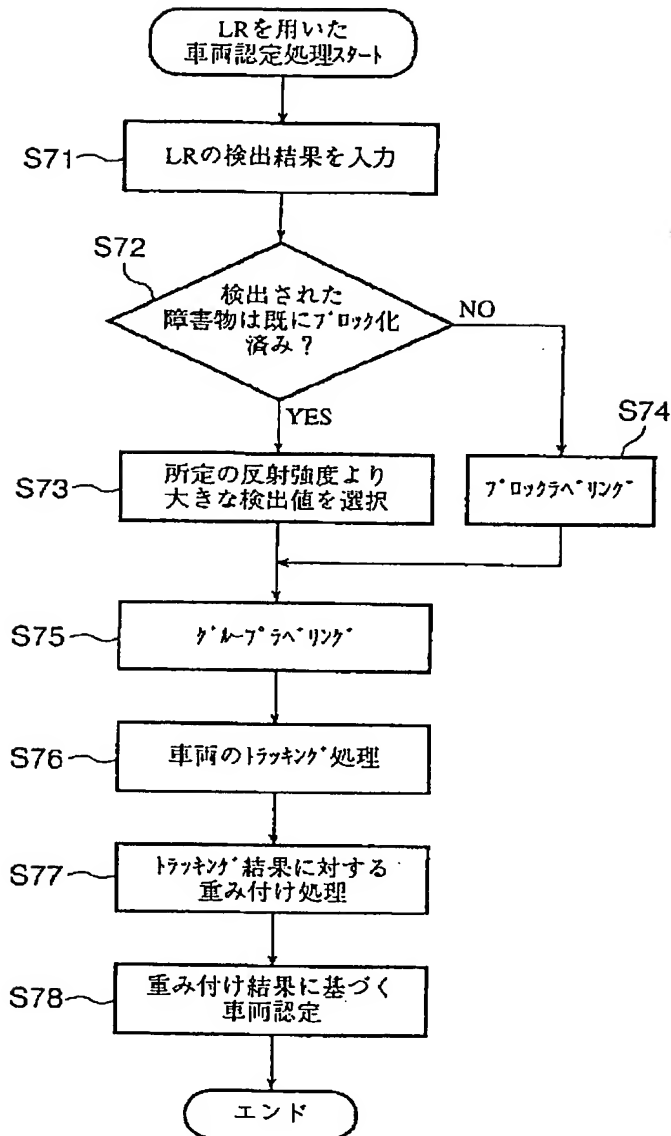 LRを用いた
車両認定処理スタート
S71
LRの検出結果を入力
S72
検出された
障害物は既にブロック化
済み?
NO
YES
S74
S73
所定の反射強度より
大きな検出値を選択
ブロックラベリング
S75
グループラベリング
S76
車両のトラッキング処理
S77
トラッキング結果に対する
重み付け処理
S78
重み付け結果に基づく
車両認定
エンド